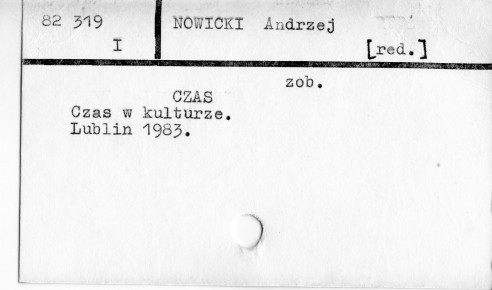 82 319 NOWICKI Andrzej
I [red.]
zob.
CZAS
Czas w kulturze.
Lublin 1983.